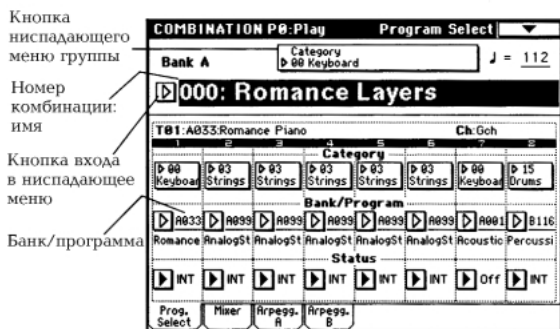 Кнопка
ниспадающего
меню группы
Номер
комбинации:
имя
Кнопка входа
в ниспадающее
меню
Банк/программа
COMBINATION P0:Play Program Select
Bank A
Category
00 Keyboard
♩ = 112
000: Romance Layers
T01:A033:Romance Piano Ch:Gch
1 2 3 4 5 6 7 8
Category
00 03 03 03 03 03 00 15
Keyboar Strings Strings Strings Strings Strings Keyboar Drums
Bank/Program
A033 A099 A099 A099 A099 A099 A001 B116
Romance AnalogSt AnalogSt AnalogSt AnalogSt AnalogSt Acoustic Percussi
Status
INT INT INT INT INT INT Off INT
Prog. Mixer Arpegg. Arpegg.
Select A B